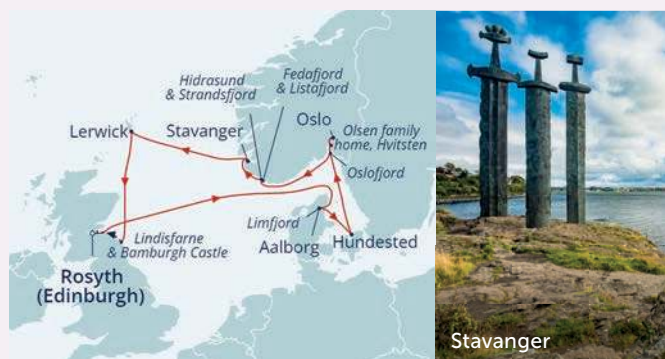 Hidrasund
& Strandsfjord
Fedafjord
& Listafjord
Lerwick
Stavanger
Oslo
Olsen family
home, Hvitsten
Oslofjord
Limfjord
Aalborg
Hundested
Lindisfarne
& Bamburgh Castle
Rosyth
(Edinburgh)
Stavanger